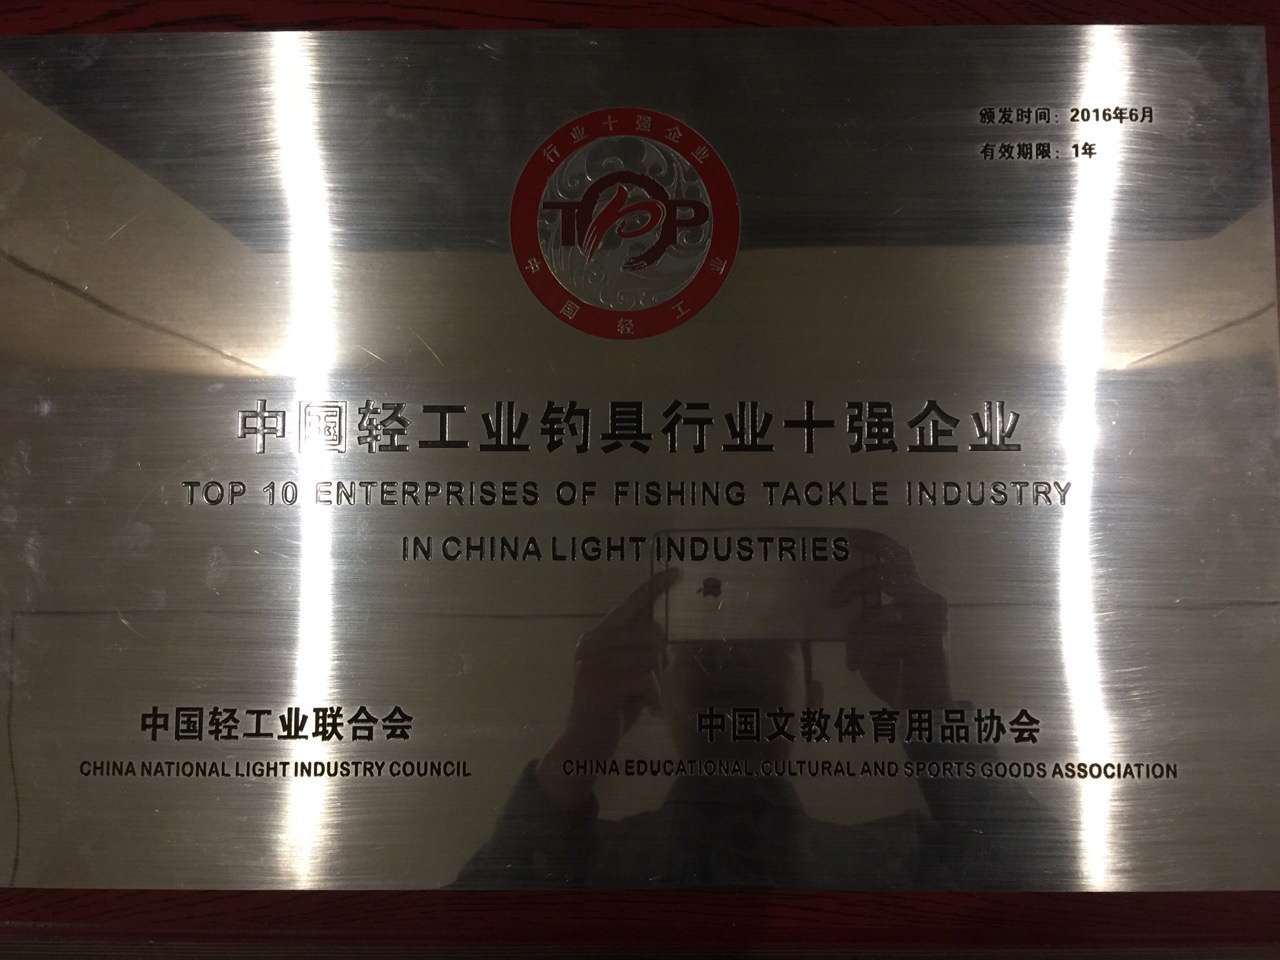 颁发时间：2016年6月
有效期限：1年
行业十强企业
TOP
中国轻工业
中国轻工业钓具行业十强企业
TOP 10 ENTERPRISES OF FISHING TACKLE INDUSTRY
IN CHINA LIGHT INDUSTRIES
中国轻工业联合会
CHINA NATIONAL LIGHT INDUSTRY COUNCIL
中国文教体育用品协会
CHINA EDUCATIONAL,CULTURAL AND SPORTS GOODS ASSOCIATION